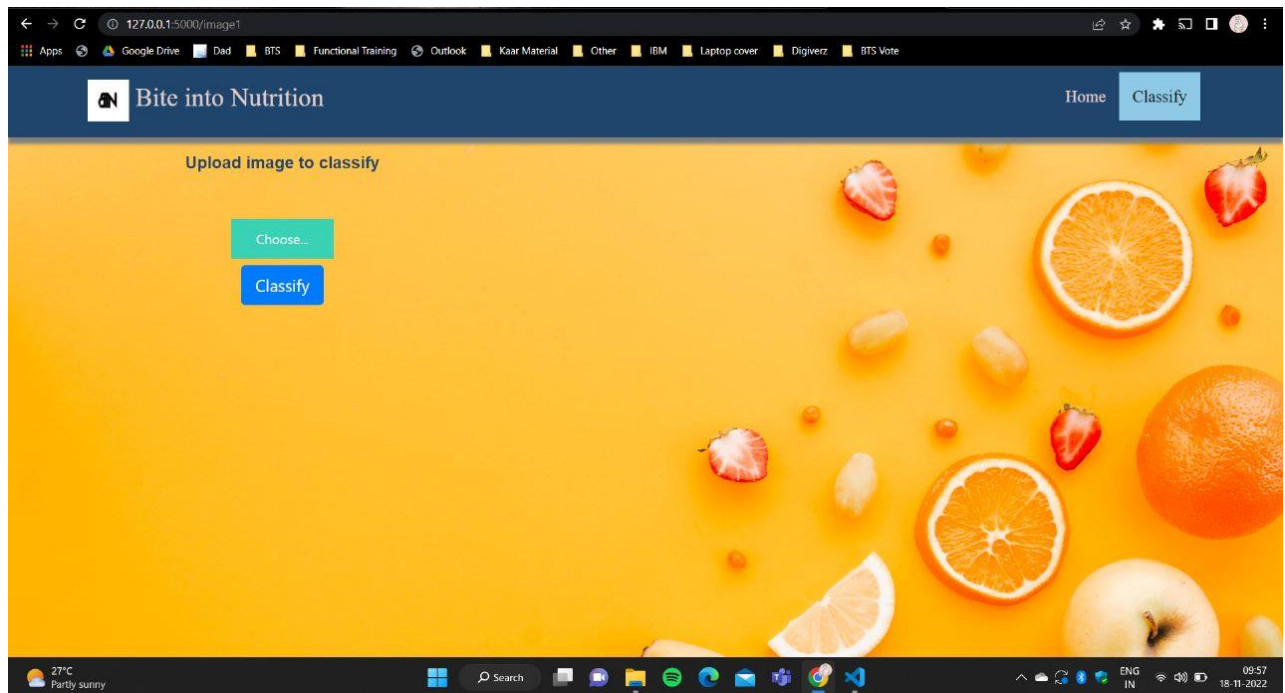 127.0.0.1:5000/image1
Apps Google Drive Dad BTS Functional Training Outlook Kaar Material Other IBM Laptop cover Digiverz BTS Vote
Bite into Nutrition Home Classify
Upload image to classify
Choose...
Classify
27°C
Partly sunny
Search
ENG
IN
09:57
18-11-2022